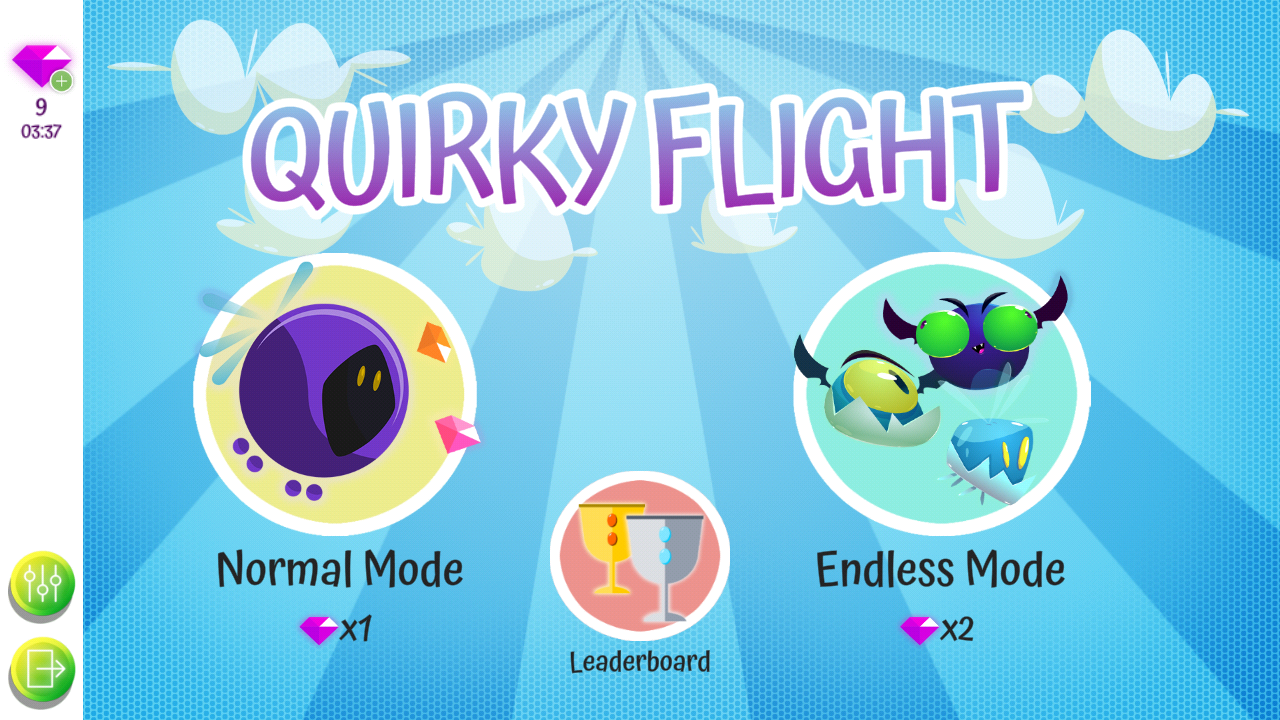 9
03:37
QUIRKY FLIGHT
Normal Mode
x1
Leaderboard
Endless Mode
x2